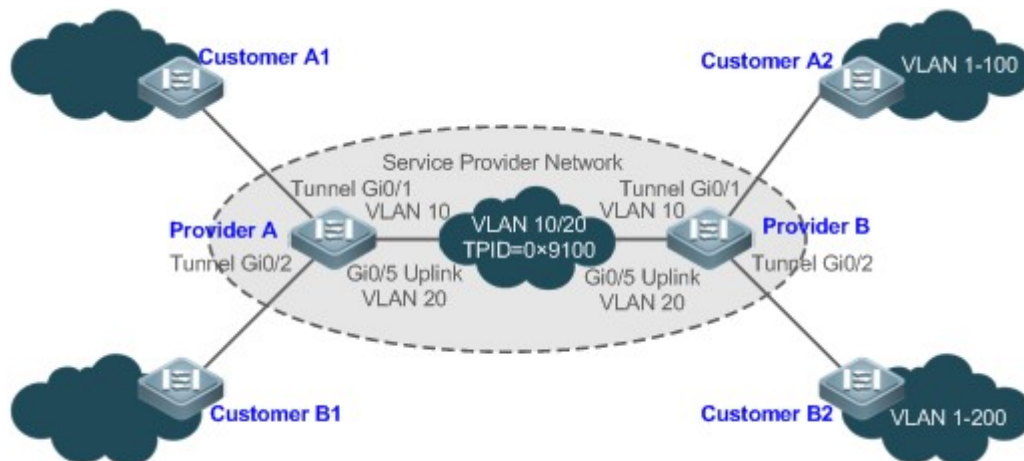 Customer A1
Customer A2
VLAN 1-100
Service Provider Network
Tunnel Gi0/1
VLAN 10
Provider A
Tunnel Gi0/2
Gi0/5 Uplink
VLAN 20
VLAN 10/20
TPID=0×9100
Tunnel Gi0/1
VLAN 10
Provider B
Tunnel Gi0/2
Gi0/5 Uplink
VLAN 20
Customer B1
Customer B2
VLAN 1-200